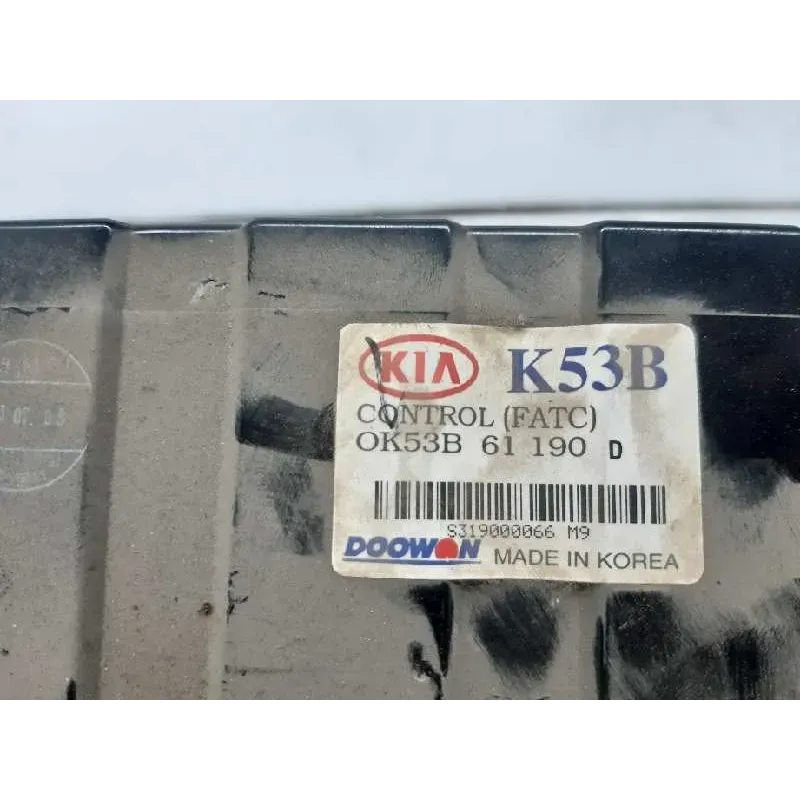 KIA K53B
CONTROL (FATC)
OK53B 61 190 D
S319000066 M9
DOOWON MADE IN KOREA